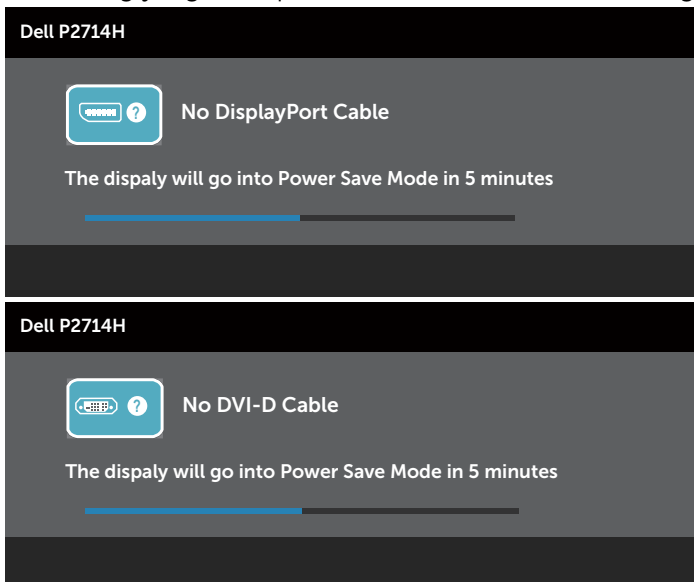 Dell P2714H
?
No DisplayPort Cable
The dispaly will go into Power Save Mode in 5 minutes
Dell P2714H
?
No DVI-D Cable
The dispaly will go into Power Save Mode in 5 minutes